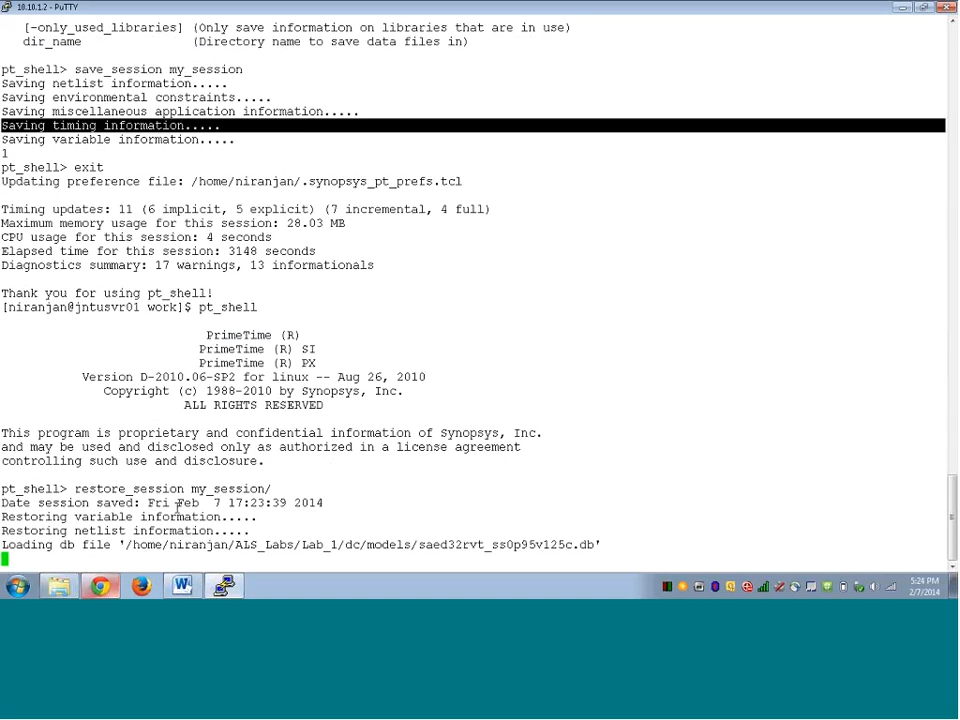 10.10.1.2 - PuTTY
[-only_used_libraries] (Only save information on libraries that are in use)
dir_name (Directory name to save data files in)
pt_shell> save_session my_session
Saving netlist information.....
Saving environmental constraints.....
Saving miscellaneous application information.....
Saving timing information.....
Saving variable information.....
1
pt_shell> exit
Updating preference file: /home/niranjan/.synopsys_pt_prefs.tcl
Timing updates: 11 (6 implicit, 5 explicit) (7 incremental, 4 full)
Maximum memory usage for this session: 28.03 MB
CPU usage for this session: 4 seconds
Elapsed time for this session: 3148 seconds
Diagnostics summary: 17 warnings, 13 informationals
Thank you for using pt_shell!
[niranjan@jntusvr01 work]$ pt_shell
PrimeTime (R)
PrimeTime (R) SI
PrimeTime (R) PX
Version D-2010.06-SP2 for linux -- Aug 26, 2010
Copyright (c) 1988-2010 by Synopsys, Inc.
ALL RIGHTS RESERVED
This program is proprietary and confidential information of Synopsys, Inc.
and may be used and disclosed only as authorized in a license agreement
controlling such use and disclosure.
pt_shell> restore_session my_session/
Date session saved: Fri Feb 7 17:23:39 2014
Restoring variable information.....
Restoring netlist information.....
Loading db file '/home/niranjan/ALS_Labs/Lab_1/dc/models/saed32rvt_ss0p95v125c.db'
5:24 PM
2/7/2014